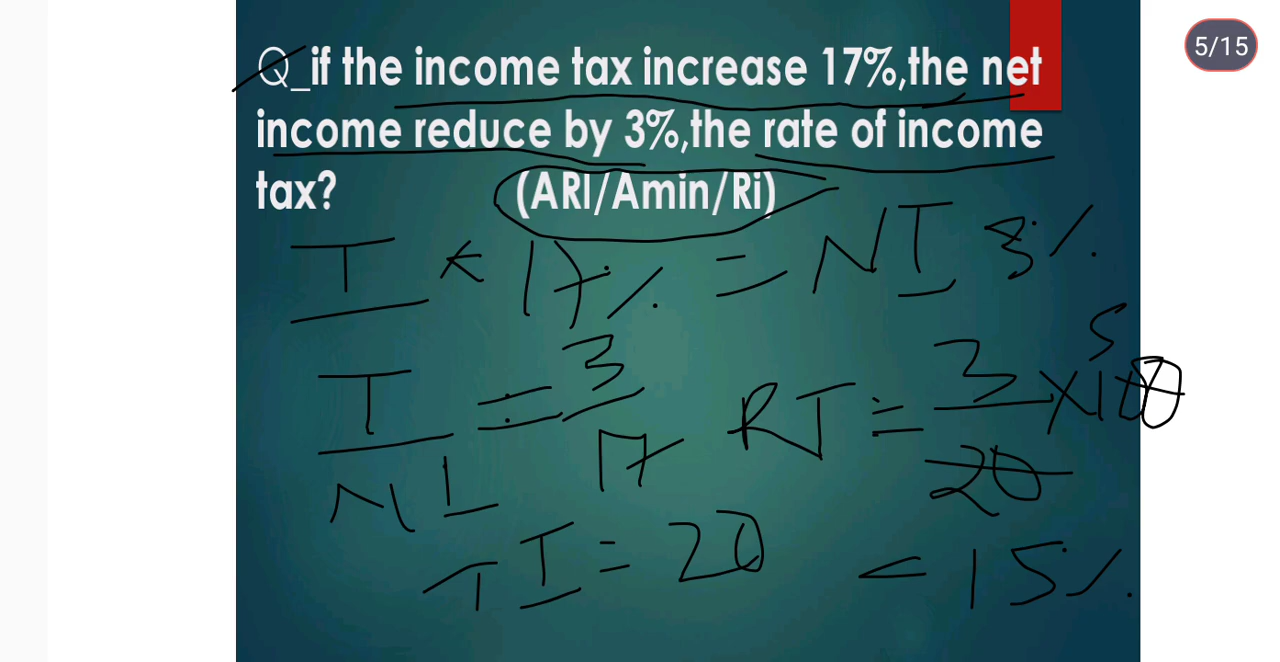 5/15
Q_if the income tax increase 17%,the net
income reduce by 3%,the rate of income
tax? (ARI/Amin/Ri)
I × 17% = NI 3%
T/NI = 3/17
RT = 3/20 × 100 5
TI = 20
= 15%